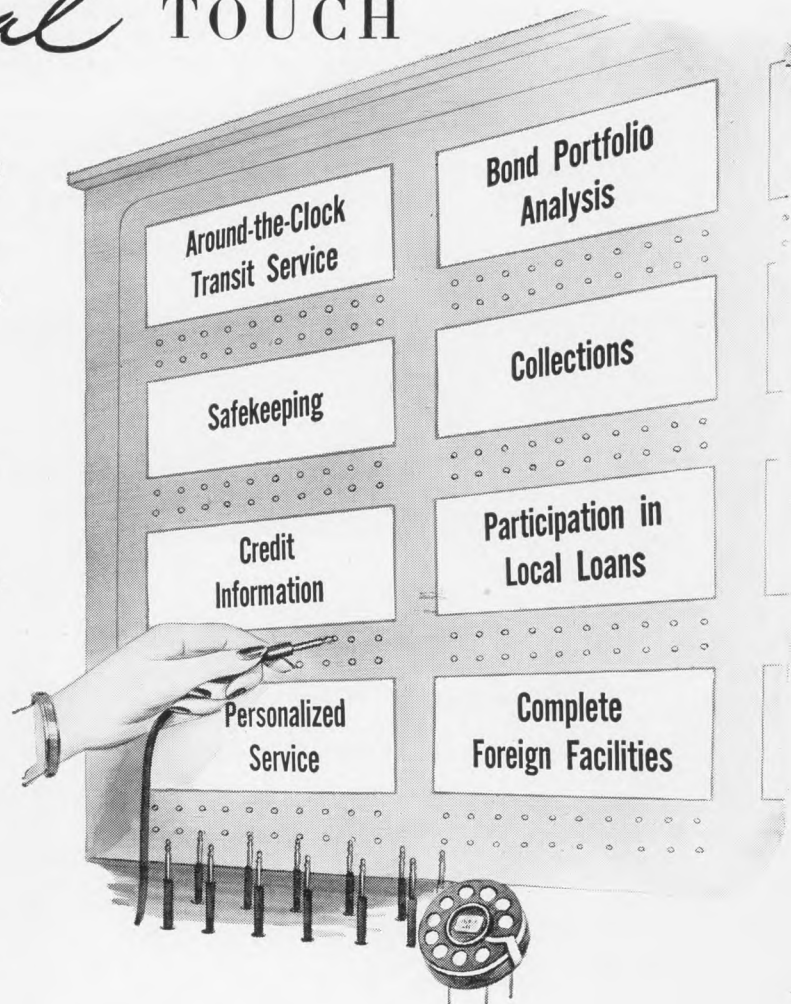 TOUCH
Around-the-Clock
Transit Service
Bond Portfolio
Analysis
Safekeeping
Collections
Credit
Information
Participation in
Local Loans
Personalized
Service
Complete
Foreign Facilities